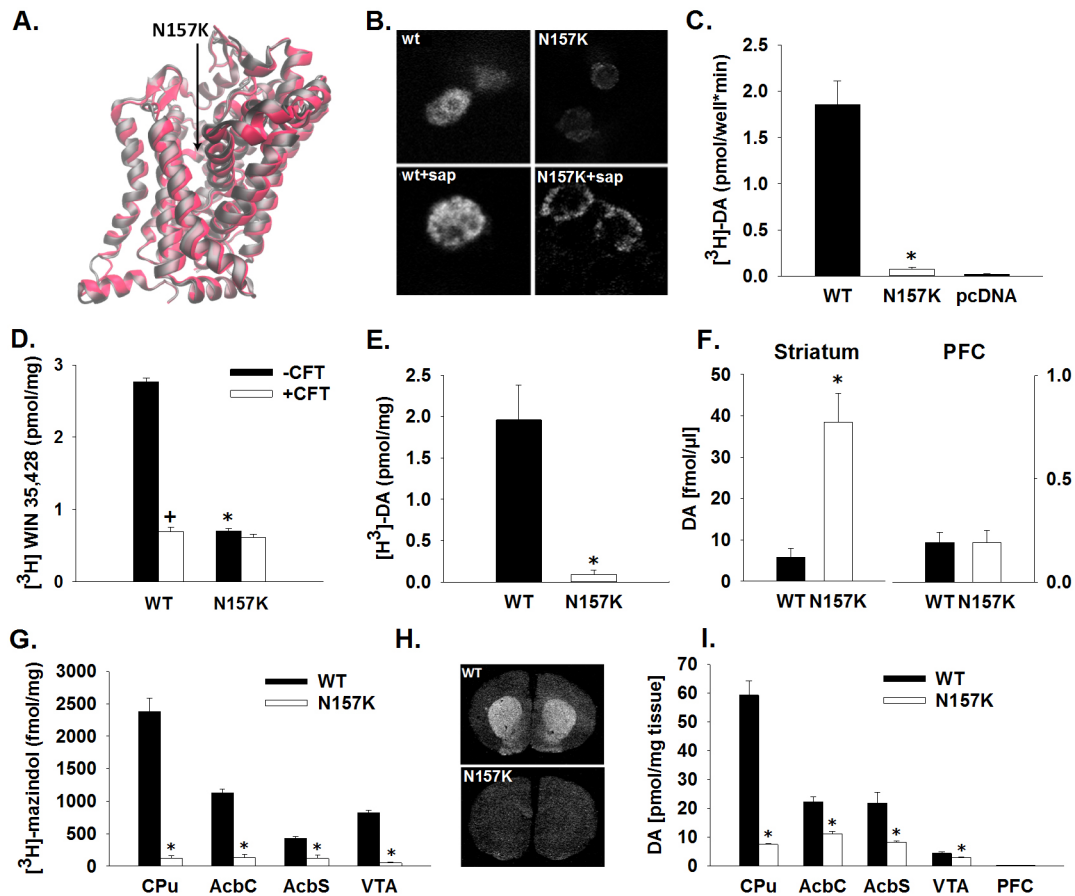 A.
N157K
B.
wt
N157K
wt+sap
N157K+sap
C.
[³H]-DA (pmol/well*min)
2.5
2.0
1.5
1.0
0.5
0.0
*
WT N157K pcDNA
D.
[³H] WIN 35,428 (pmol/mg)
3
2
1
0
-CFT
+CFT
+
*
WT N157K
E.
[H³]-DA (pmol/mg)
2.5
2.0
1.5
1.0
0.5
0.0
*
WT N157K
F.
Striatum PFC
DA [fmol/µl]
50
40
30
20
10
0
*
1.0
0.5
0.0
WT N157K WT N157K
G.
[³H]-mazindol (fmol/mg)
3000
2500
2000
1500
1000
500
0
WT
N157K
* * * *
CPu AcbC AcbS VTA
H.
WT
N157K
I.
DA [pmol/mg tissue]
70
60
50
40
30
20
10
0
WT
N157K
* * * *
CPu AcbC AcbS VTA PFC